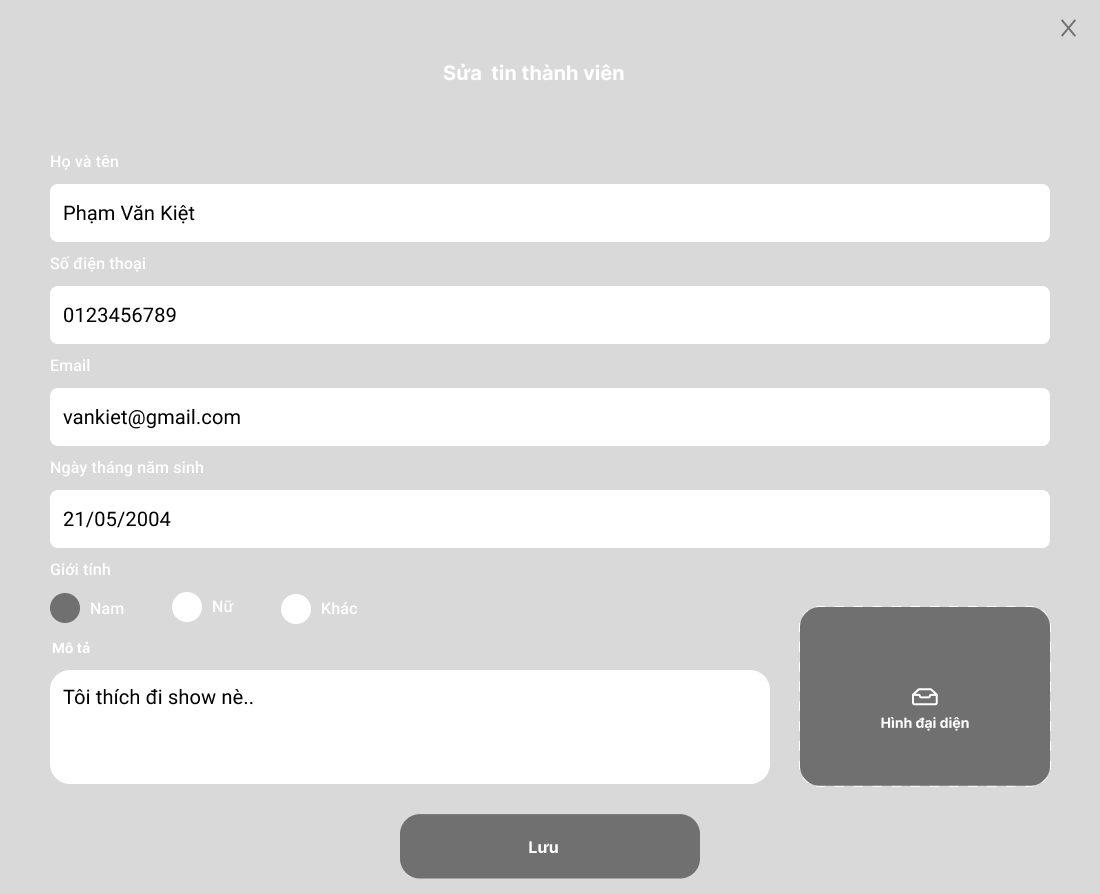 Sửa tin thành viên
Họ và tên
Phạm Văn Kiệt
Số điện thoại
0123456789
Email
vankiet@gmail.com
Ngày tháng năm sinh
21/05/2004
Giới tính
Nam Nữ Khác
Mô tả
Tôi thích đi show nè..
Hình đại diện
Lưu